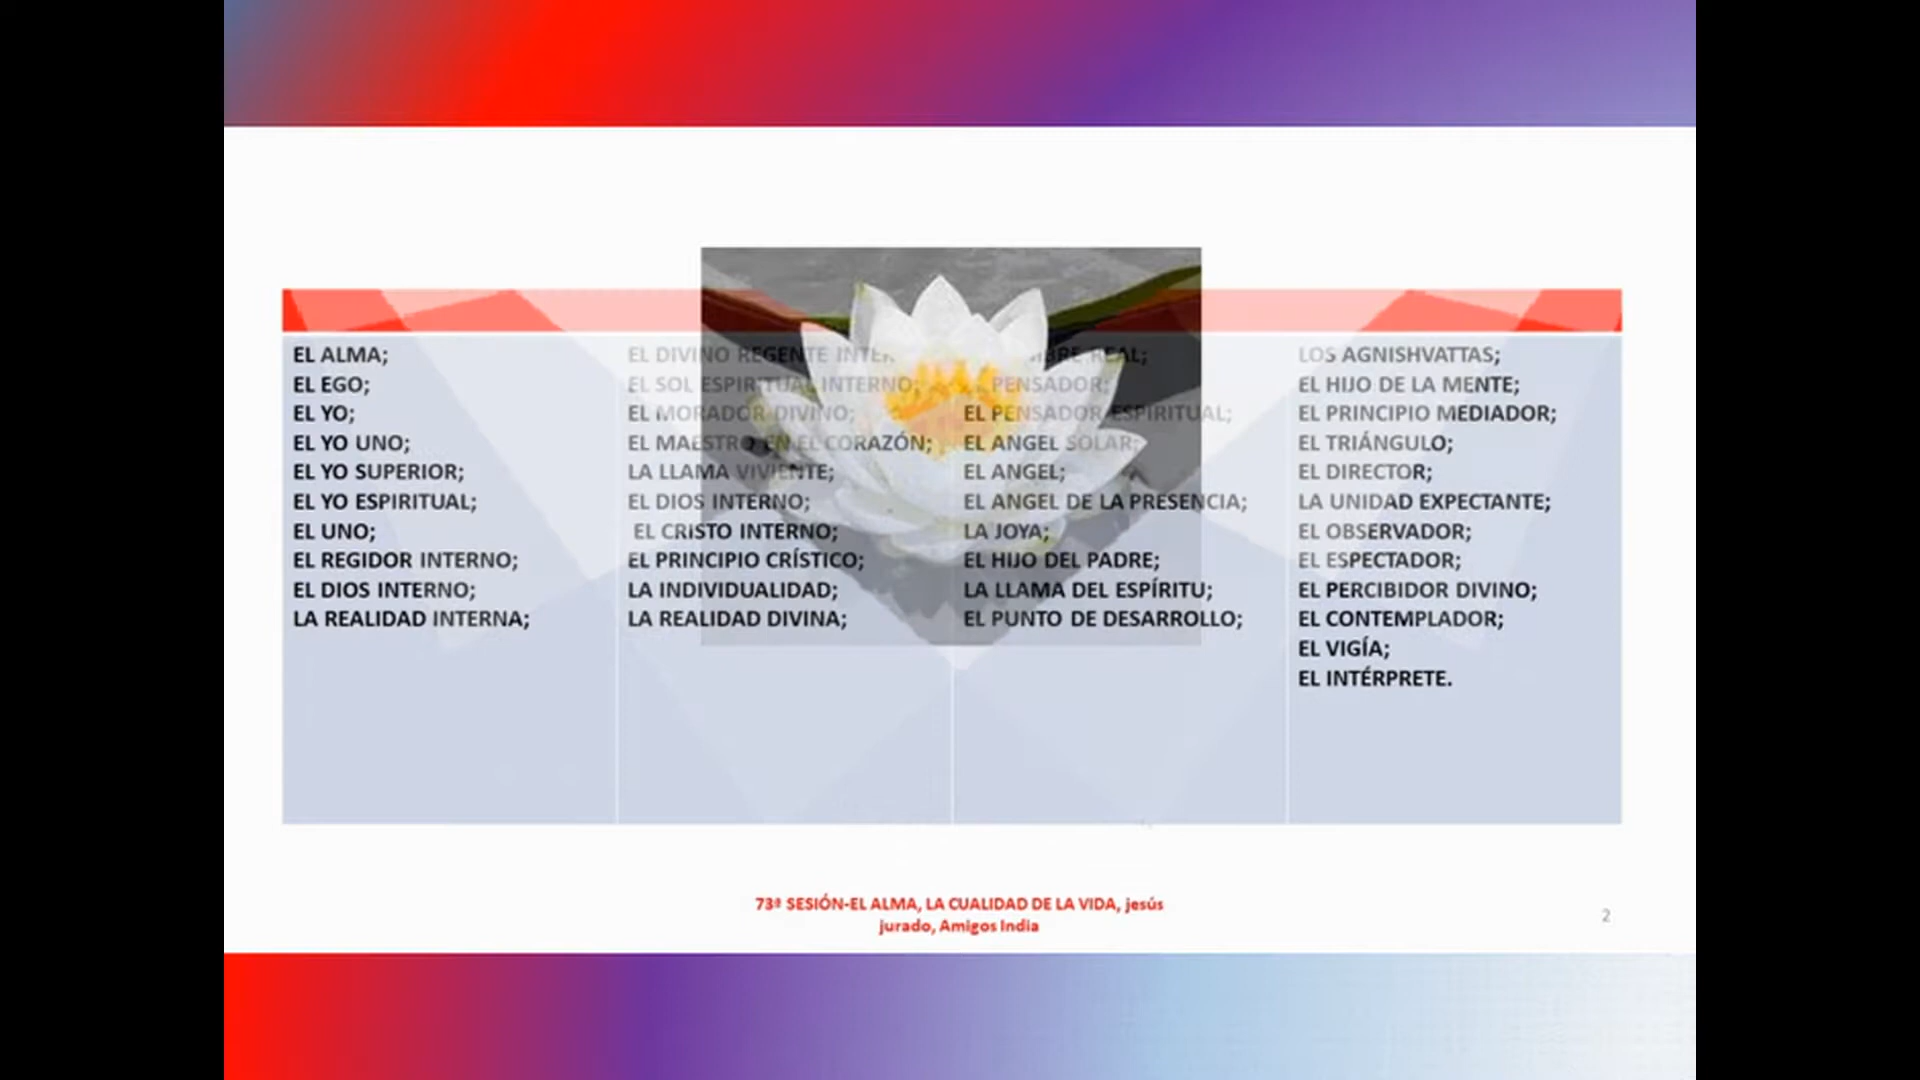 EL ALMA;
EL EGO;
EL YO;
EL YO UNO;
EL YO SUPERIOR;
EL YO ESPIRITUAL;
EL UNO;
EL REGIDOR INTERNO;
EL DIOS INTERNO;
LA REALIDAD INTERNA;
EL DIVINO REGENTE
EL SOL ESPIRITUAL INTERNO;
EL MORADOR DIVINO;
EL MAESTRO EN EL CORAZÓN;
LA LLAMA VIVIENTE;
EL DIOS INTERNO;
EL CRISTO INTERNO;
EL PRINCIPIO CRÍSTICO;
LA INDIVIDUALIDAD;
LA REALIDAD DIVINA;
REAL;
PENSADOR;
EL PENSADOR ESPIRITUAL;
EL ANGEL SOLAR;
EL ANGEL;
EL ANGEL DE LA PRESENCIA;
LA JOYA;
EL HIJO DEL PADRE;
LA LLAMA DEL ESPÍRITU;
EL PUNTO DE DESARROLLO;
LOS AGNISHVATTAS;
EL HIJO DE LA MENTE;
EL PRINCIPIO MEDIADOR;
EL TRIÁNGULO;
EL DIRECTOR;
LA UNIDAD EXPECTANTE;
EL OBSERVADOR;
EL ESPECTADOR;
EL PERCIBIDOR DIVINO;
EL CONTEMPLADOR;
EL VIGÍA;
EL INTÉRPRETE.
73ª SESIÓN-EL ALMA, LA CUALIDAD DE LA VIDA, jesús
jurado, Amigos India
2